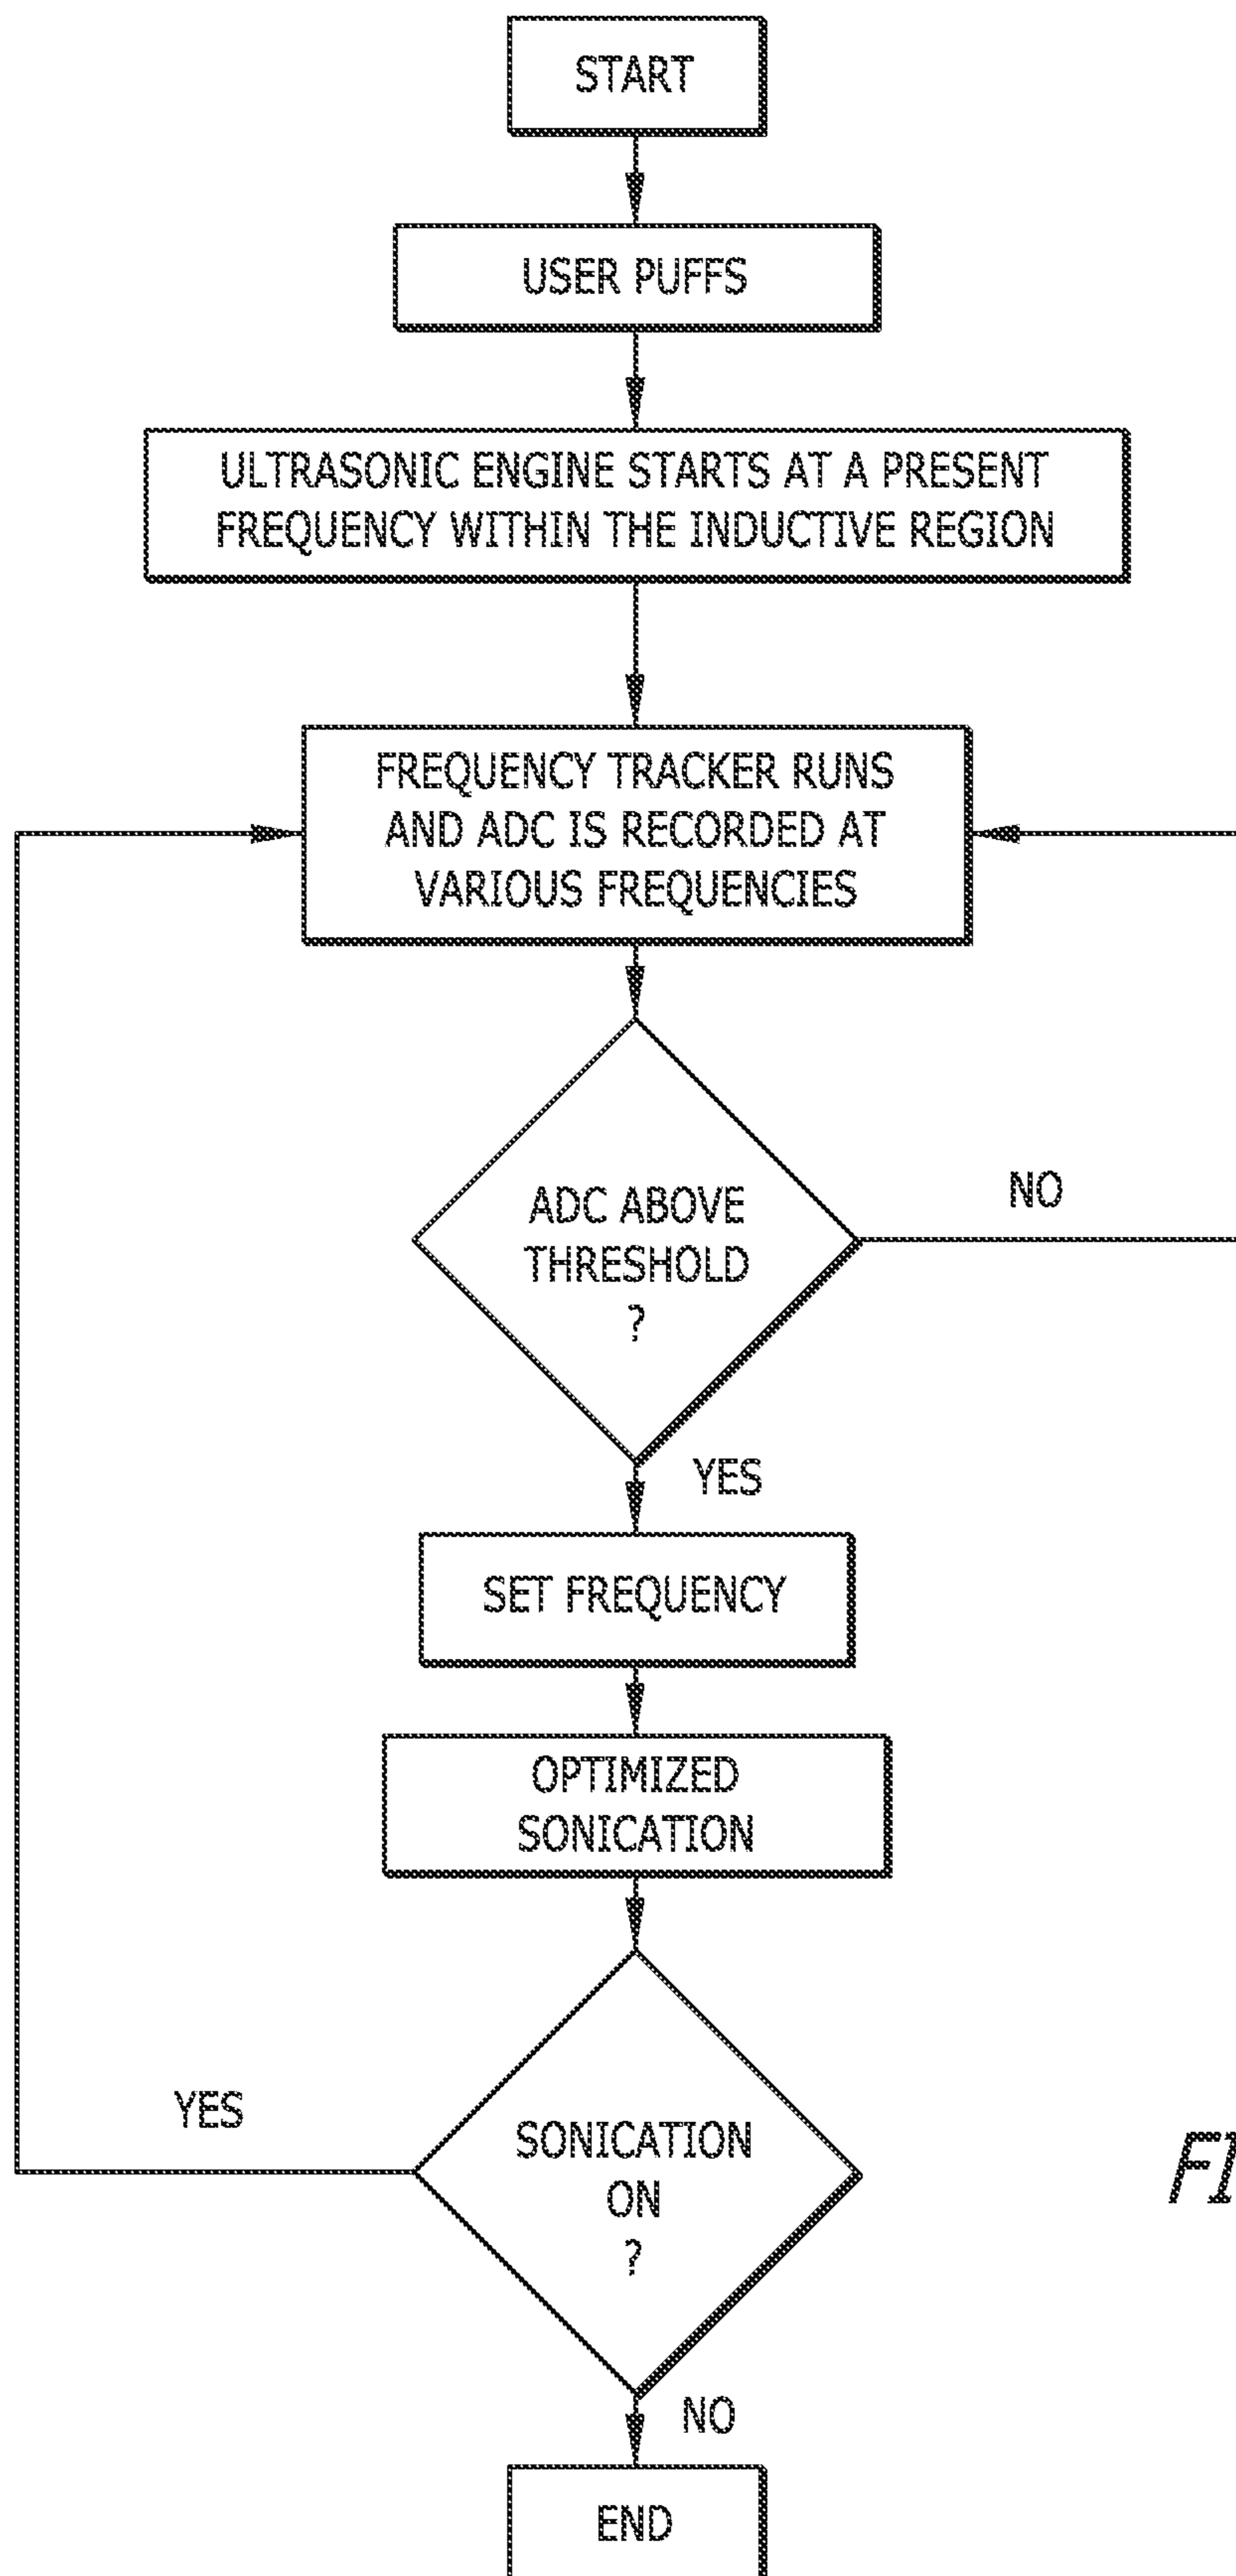 START
USER PUFFS
ULTRASONIC ENGINE STARTS AT A PRESENT
FREQUENCY WITHIN THE INDUCTIVE REGION
FREQUENCY TRACKER RUNS
AND ADC IS RECORDED AT
VARIOUS FREQUENCIES
ADC ABOVE
THRESHOLD
?
NO
YES
SET FREQUENCY
OPTIMIZED
SONICATION
YES
SONICATION
ON
?
NO
END